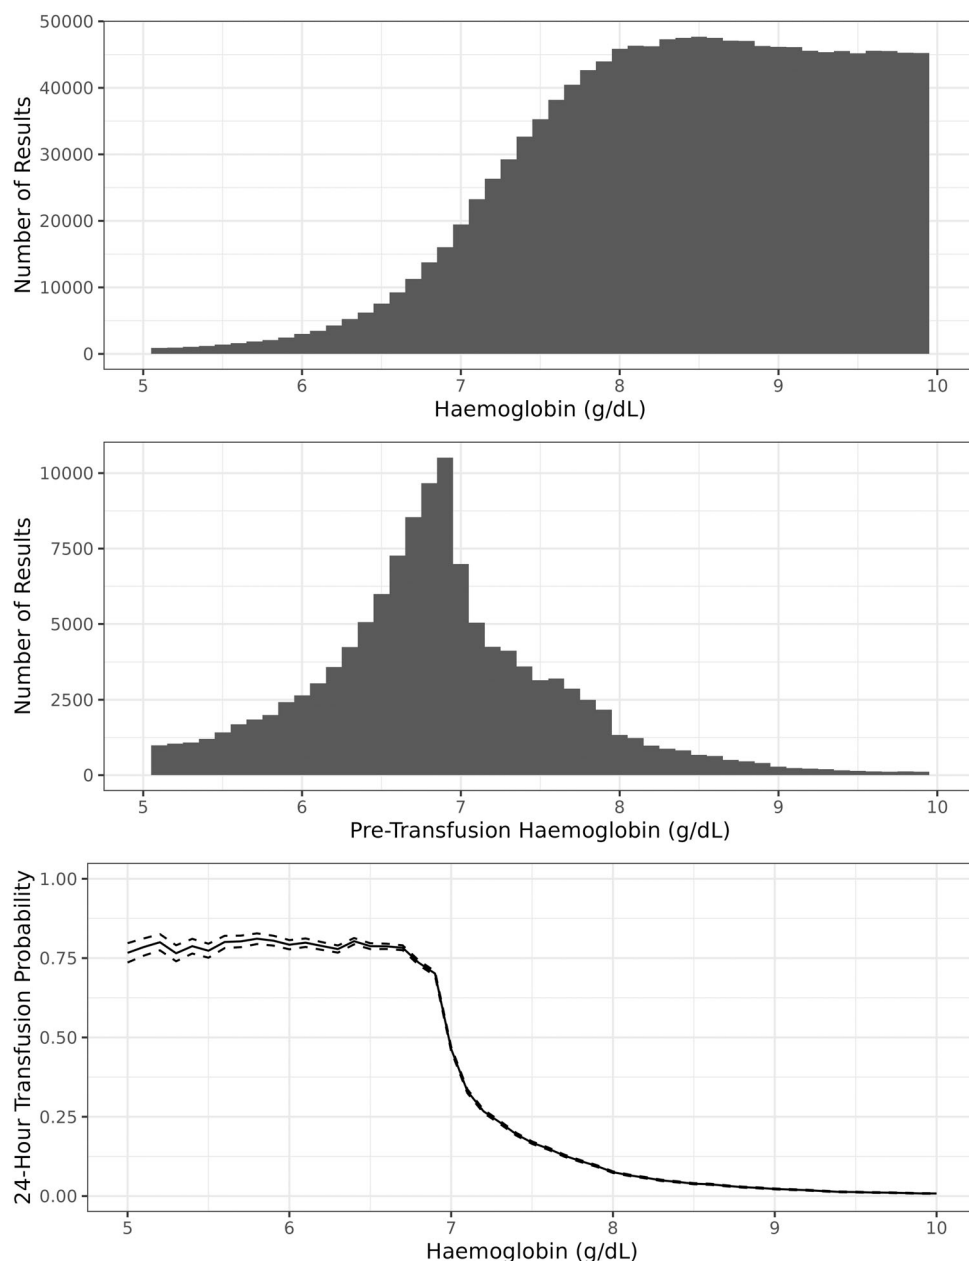 50000
40000
30000
20000
10000
0
Number of Results
5 6 7 8 9 10
Haemoglobin (g/dL)
10000
7500
5000
2500
0
Number of Results
5 6 7 8 9 10
Pre-Transfusion Haemoglobin (g/dL)
1.00
0.75
0.50
0.25
0.00
24-Hour Transfusion Probability
5 6 7 8 9 10
Haemoglobin (g/dL)